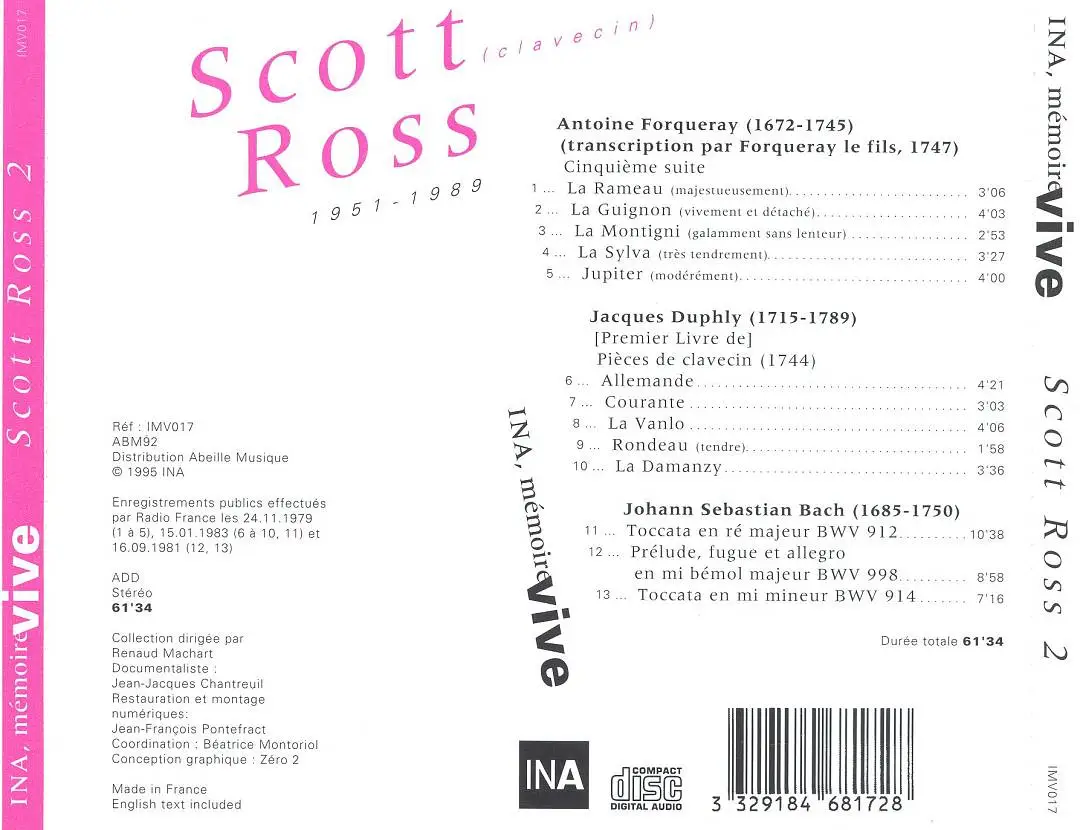 IMV017
Scott Ross 2
INA, mémoire vive
Scott (clavecin)
Ross
1951-1989
Antoine Forqueray (1672-1745)
(transcription par Forqueray le fils, 1747)
Cinquième suite
1 ... La Rameau (majestueusement) 3'06
2 ... La Guignon (vivement et détaché) 4'03
3 ... La Montigni (galamment sans lenteur) 2'53
4 ... La Sylva (très tendrement) 3'27
5 ... Jupiter (modérément) 4'00
Jacques Duphly (1715-1789)
[Premier Livre de]
Pièces de clavecin (1744)
6 ... Allemande 4'21
7 ... Courante 3'03
8 ... La Vanlo 4'06
9 ... Rondeau (tendre) 1'58
10 ... La Damanzy 3'36
Johann Sebastian Bach (1685-1750)
11 ... Toccata en ré majeur BWV 912 10'38
12 ... Prélude, fugue et allegro
en mi bémol majeur BWV 998 8'58
13 ... Toccata en mi mineur BWV 914 7'16
Durée totale 61'34
Réf : IMV017
ABM92
Distribution Abeille Musique
© 1995 INA
Enregistrements publics effectués
par Radio France les 24.11.1979
(1 à 5), 15.01.1983 (6 à 10, 11) et
16.09.1981 (12, 13)
ADD
Stéréo
61'34
Collection dirigée par
Renaud Machart
Documentaliste :
Jean-Jacques Chantreuil
Restauration et montage
numériques:
Jean-François Pontefract
Coordination : Béatrice Montoriol
Conception graphique : Zéro 2
Made in France
English text included
INA, mémoire vive
INA
COMPACT
disc
DIGITAL AUDIO
3 329184 681728
INA, mémoire vive
Scott Ross 2
IMV017